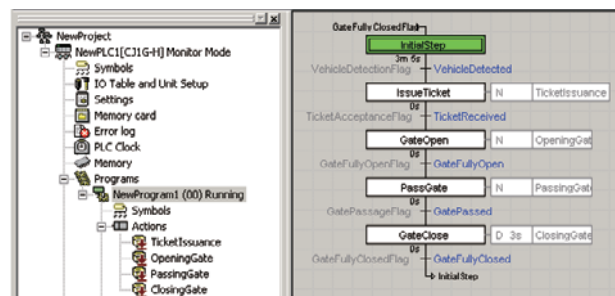 NewProject
NewPLC1[CJ1G-H] Monitor Mode
Symbols
IO Table and Unit Setup
Settings
Memory card
Error log
PLC Clock
Memory
Programs
NewProgram1 (00) Running
Symbols
Actions
TicketIssuance
OpeningGate
PassingGate
ClosingGate
GateFullyClosedFlag
InitialStep
3m 6s
VehicleDetectionFlag VehicleDetected
IssueTicket N TicketIssuance
0s
TicketAcceptanceFlag TicketReceived
GateOpen N OpeningGat
0s
GateFullyOpenFlag GateFullyOpen
PassGate N PassingGat
0s
GatePassageFlag GatePassed
GateClose D 3s ClosingGate
0s
GateFullyClosedFlag GateFullyClosed
InitialStep